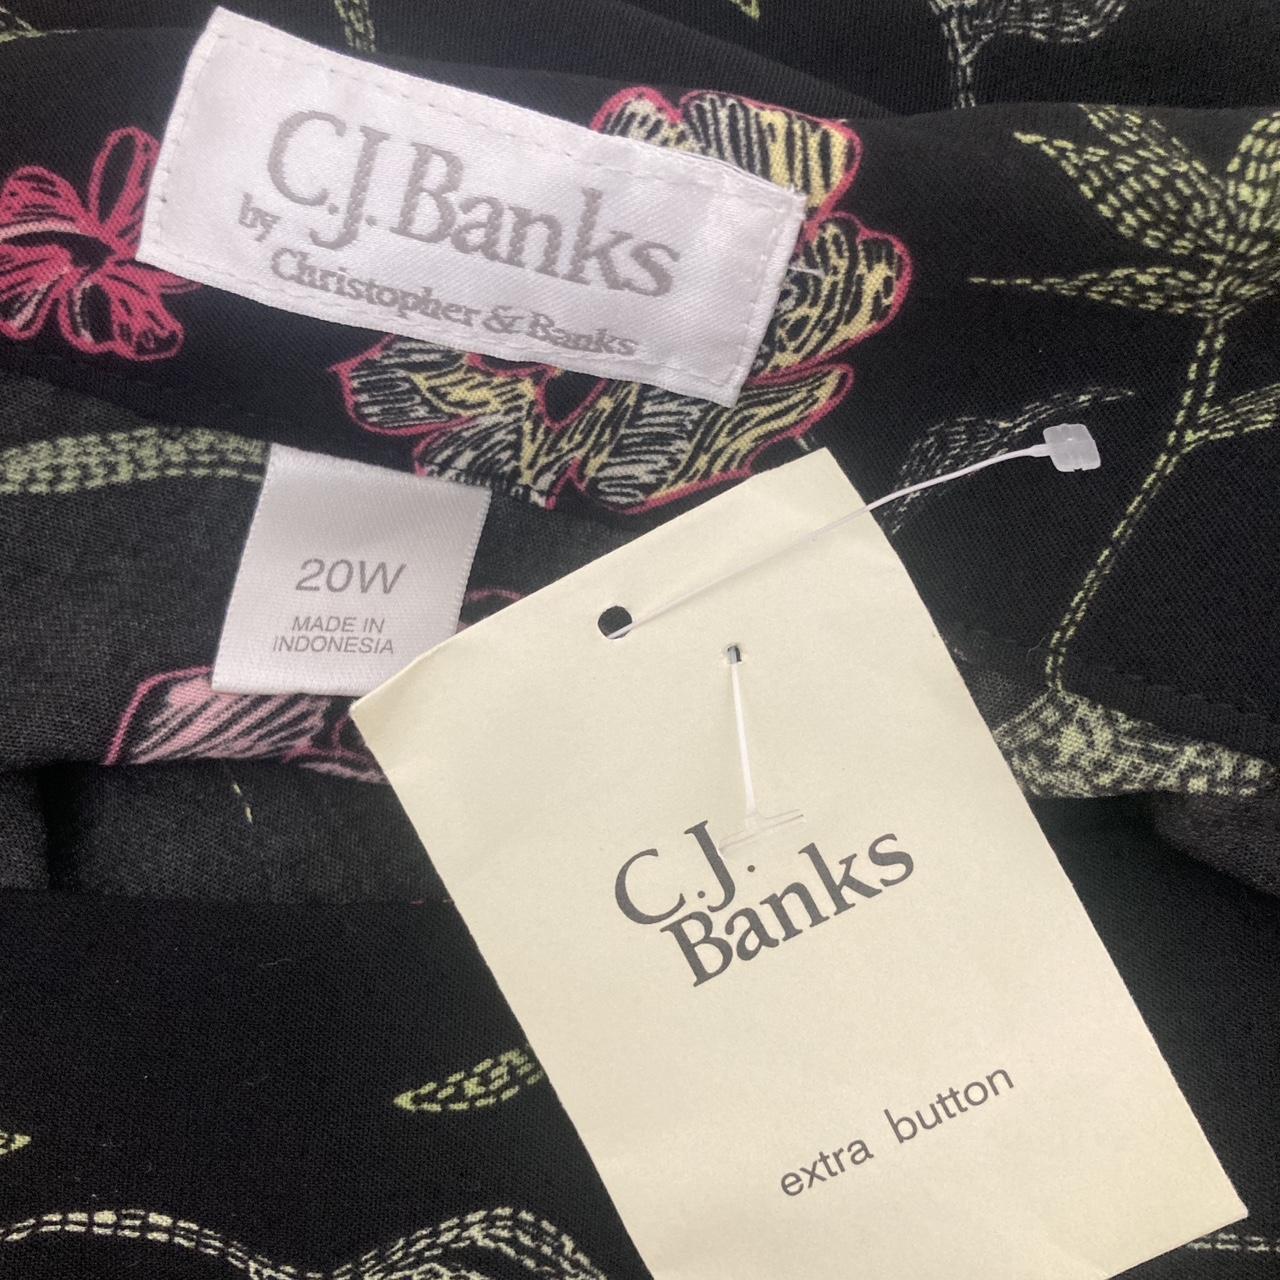 C.J. Banks
by
Christopher & Banks
20W
MADE IN
INDONESIA
C.J.
Banks
extra button